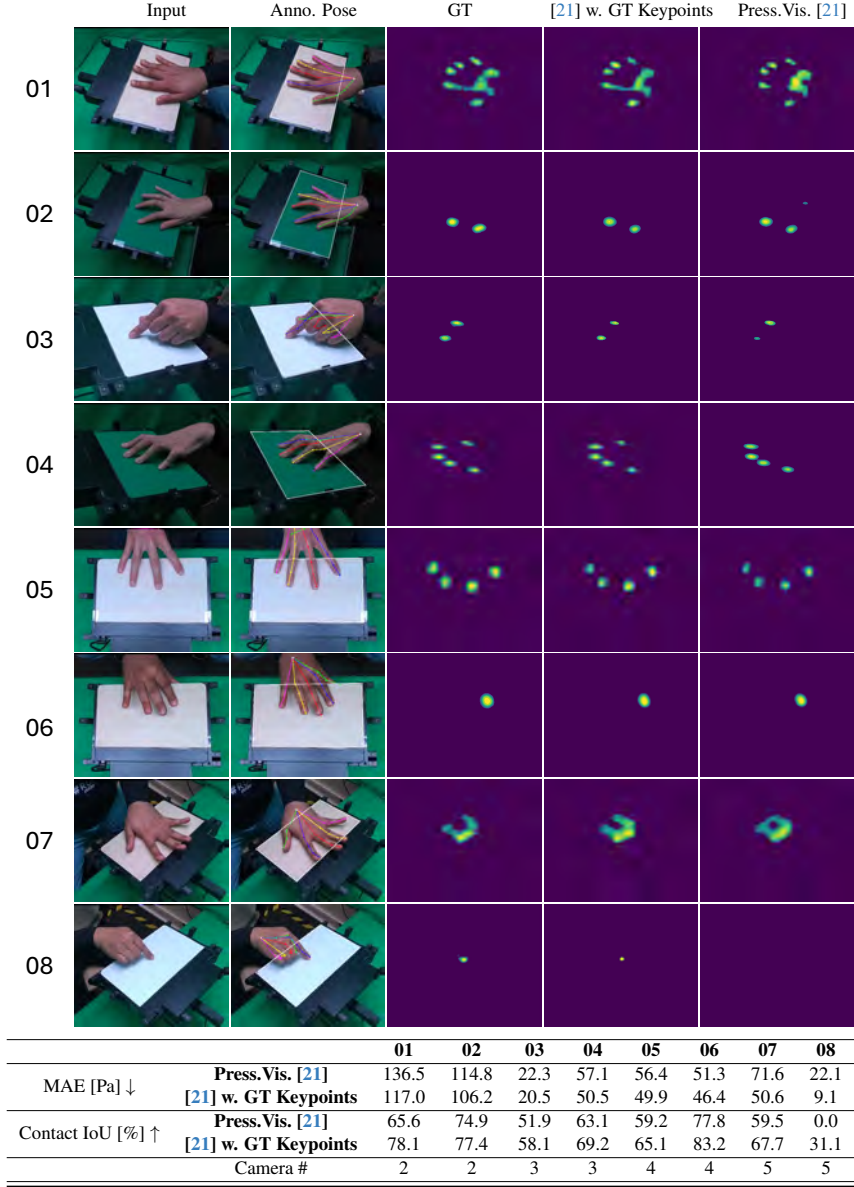 Input Anno. Pose GT [21] w. GT Keypoints Press.Vis. [21]
01
02
03
04
05
06
07
08
01 02 03 04 05 06 07 08
MAE [Pa] ↓ Press.Vis. [21] 136.5 114.8 22.3 57.1 56.4 51.3 71.6 22.1
[21] w. GT Keypoints 117.0 106.2 20.5 50.5 49.9 46.4 50.6 9.1
Contact IoU [%] ↑ Press.Vis. [21] 65.6 74.9 51.9 63.1 59.2 77.8 59.5 0.0
[21] w. GT Keypoints 78.1 77.4 58.1 69.2 65.1 83.2 67.7 31.1
Camera # 2 2 3 3 4 4 5 5